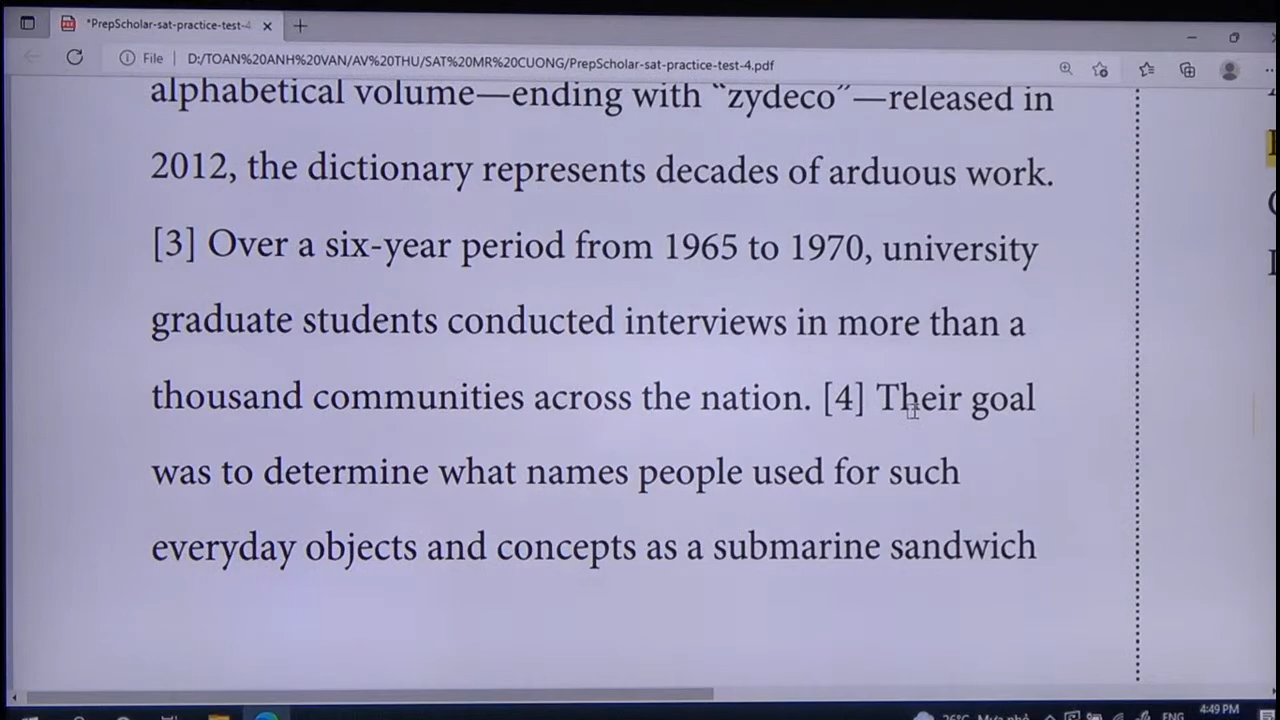 *PrepScholar-sat-practice-test-4
File
D:/TOAN%20ANH%20VAN/AV%20THU/SAT%20MR%20CUONG/PrepScholar-sat-practice-test-4.pdf
alphabetical volume—ending with “zydeco”—released in
2012, the dictionary represents decades of arduous work.
[3] Over a six-year period from 1965 to 1970, university
graduate students conducted interviews in more than a
thousand communities across the nation. [4] Their goal
was to determine what names people used for such
everyday objects and concepts as a submarine sandwich
26°C Mưa nhỏ
ENG
4:49 PM